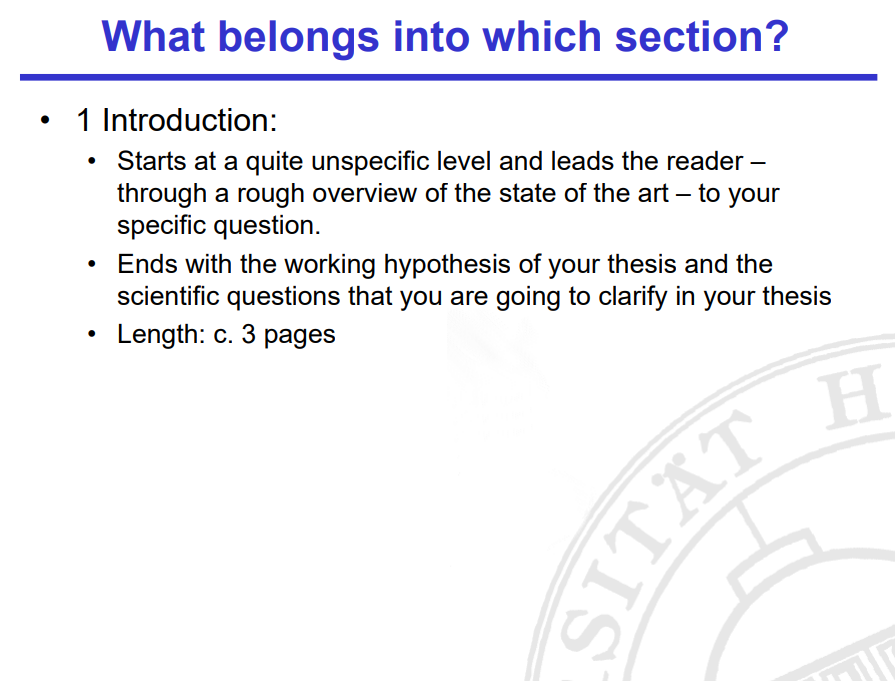 What belongs into which section?
• 1 Introduction:
• Starts at a quite unspecific level and leads the reader –
through a rough overview of the state of the art – to your
specific question.
• Ends with the working hypothesis of your thesis and the
scientific questions that you are going to clarify in your thesis
• Length: c. 3 pages
SITÄT H